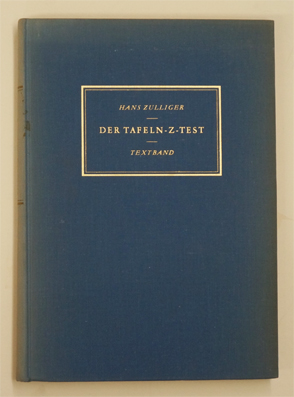 HANS ZULLIGER
DER TAFELN-Z-TEST
TEXTBAND